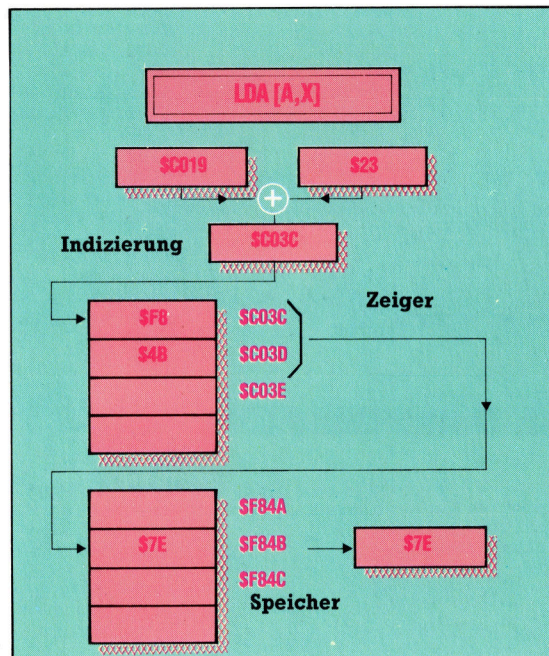 LDA [A,X]
$C019
$23
+
Indizierung
$C03C
Zeiger
$F8
$C03C
$4B
$C03D
$C03E
$F84A
$7E
$F84B
$7E
$F84C
Speicher